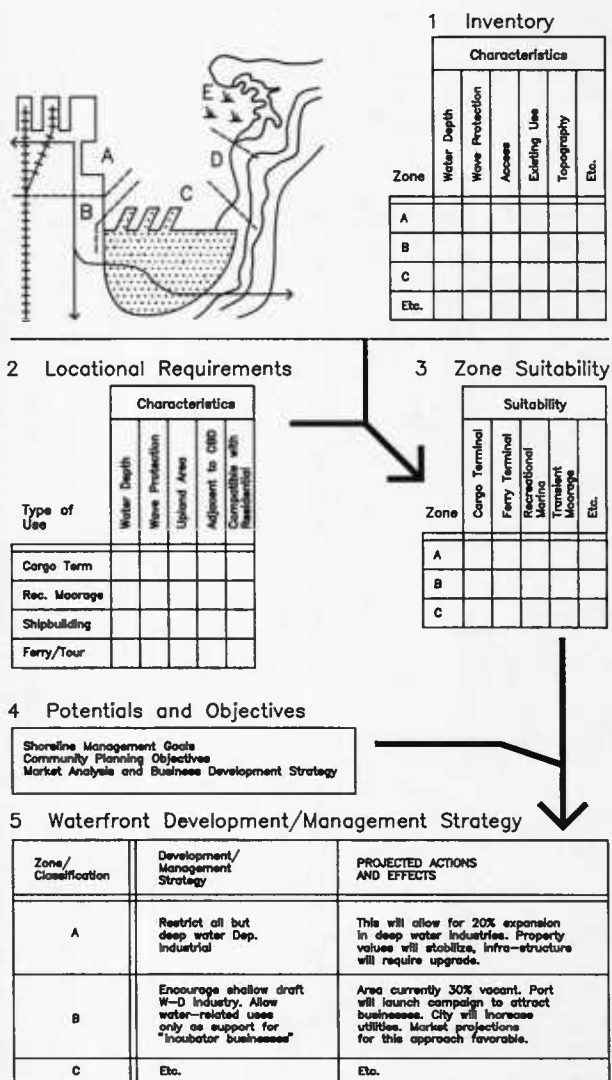 1 Inventory
Characteristics
Zone
Water Depth
Wave Protection
Access
Existing Use
Topography
Etc.
A
B
C
Etc.
A
B
C
D
E
2 Locational Requirements
Characteristics
Type of
Use
Water Depth
Wave Protection
Upland Area
Adjacent to CBD
Compatible with
Residential
Cargo Term
Rec. Moorage
Shipbuilding
Ferry/Tour
3 Zone Suitability
Suitability
Zone
Cargo Terminal
Ferry Terminal
Recreational
Marina
Transient
Moorage
Etc.
A
B
C
4 Potentials and Objectives
Shoreline Management Goals
Community Planning Objectives
Market Analysis and Business Development Strategy
5 Waterfront Development/Management Strategy
Zone/
Classification
Development/
Management
Strategy
PROJECTED ACTIONS
AND EFFECTS
A
Restrict all but
deep water Dep.
Industrial
This will allow for 20% expansion
in deep water industries. Property
values will stabilize, infra-structure
will require upgrade.
B
Encourage shallow draft
W-D Industry. Allow
water-related uses
only as support for
"incubator businesses"
Area currently 30% vacant. Port
will launch campaign to attract
businesses. City will increase
utilities. Market projections
for this approach favorable.
C
Etc.
Etc.